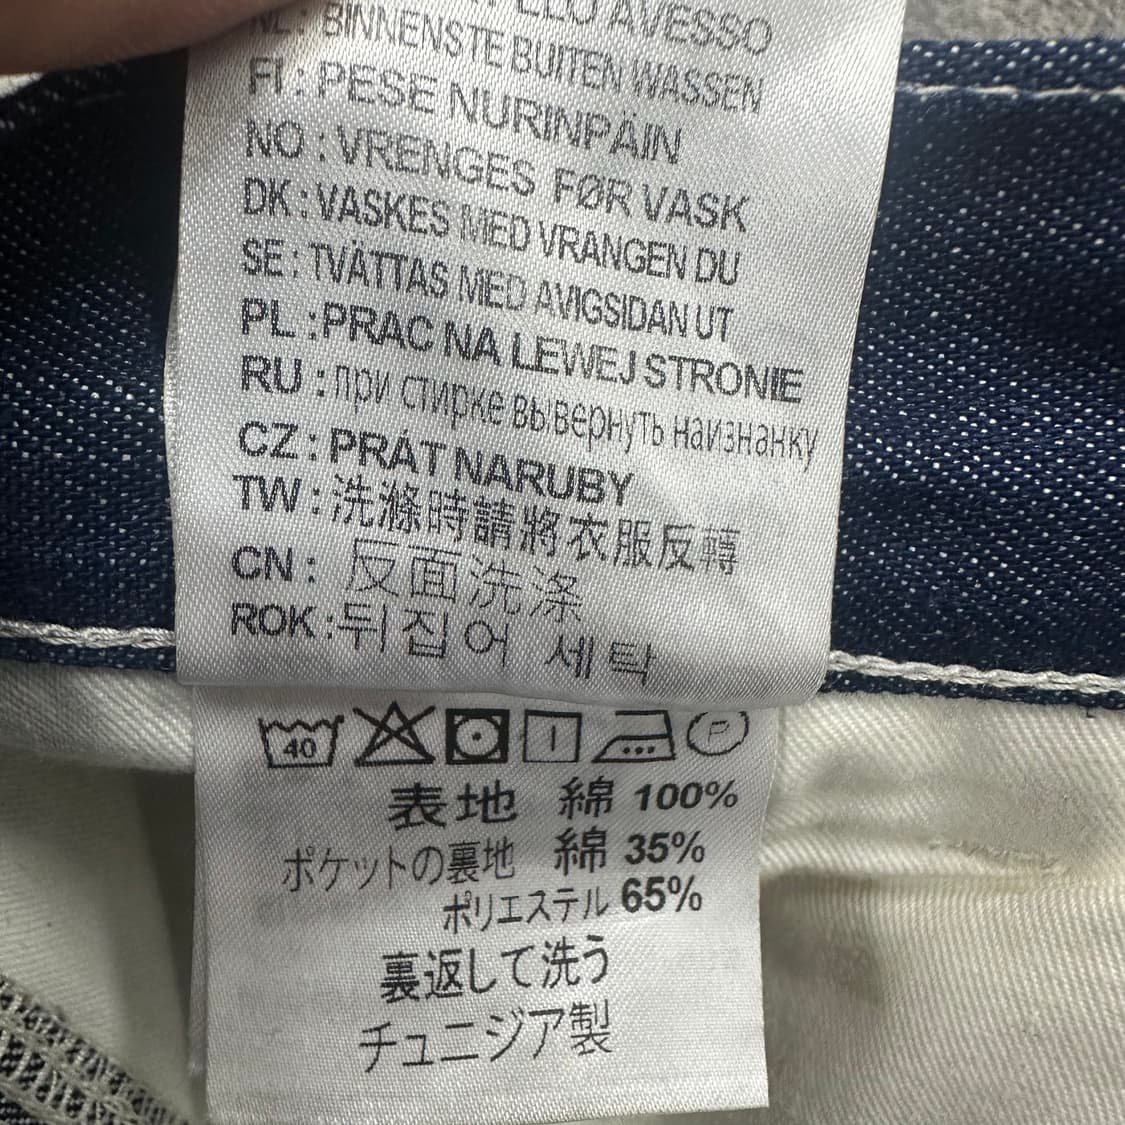 AVESSO
NL: BINNENSTE BUITEN WASSEN
FI : PESE NURINPÄIN
NO : VRENGES FØR VASK
DK : VASKES MED VRANGEN DU
SE : TVÄTTAS MED AVIGSIDAN UT
PL :PRAC NA LEWEJ STRONIE
RU : при стирке вывернуть наизнанку
CZ : PRÁT NARUBY
TW : 洗滌時請將衣服反轉
CN : 反面洗涤
ROK :뒤집어 세탁
40 P
表地 綿 100%
ポケットの裏地 綿 35%
ポリエステル 65%
裏返して洗う
チュニジア製